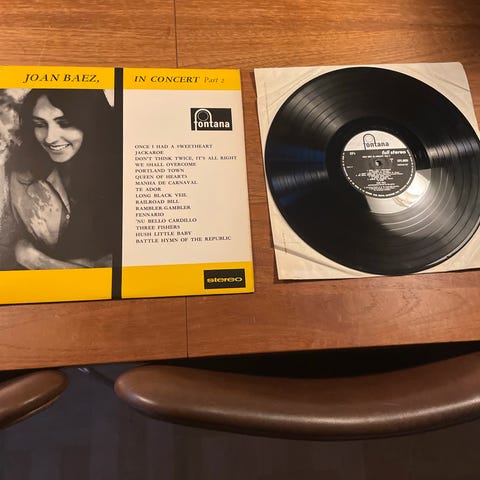 JOAN BAEZ, IN CONCERT Part 2
fontana
ONCE I HAD A SWEETHEART
JACKAROE
DON'T THINK TWICE, IT'S ALL RIGHT
WE SHALL OVERCOME
PORTLAND TOWN
QUEEN OF HEARTS
MANHA DE CARNAVAL
TE ADOR
LONG BLACK VEIL
RAILROAD BILL
RAMBLER GAMBLER
FENNARIO
'NU BELLO CARDILLO
THREE FISHERS
HUSH LITTLE BABY
BATTLE HYMN OF THE REPUBLIC
stereo
fontana
full stereo